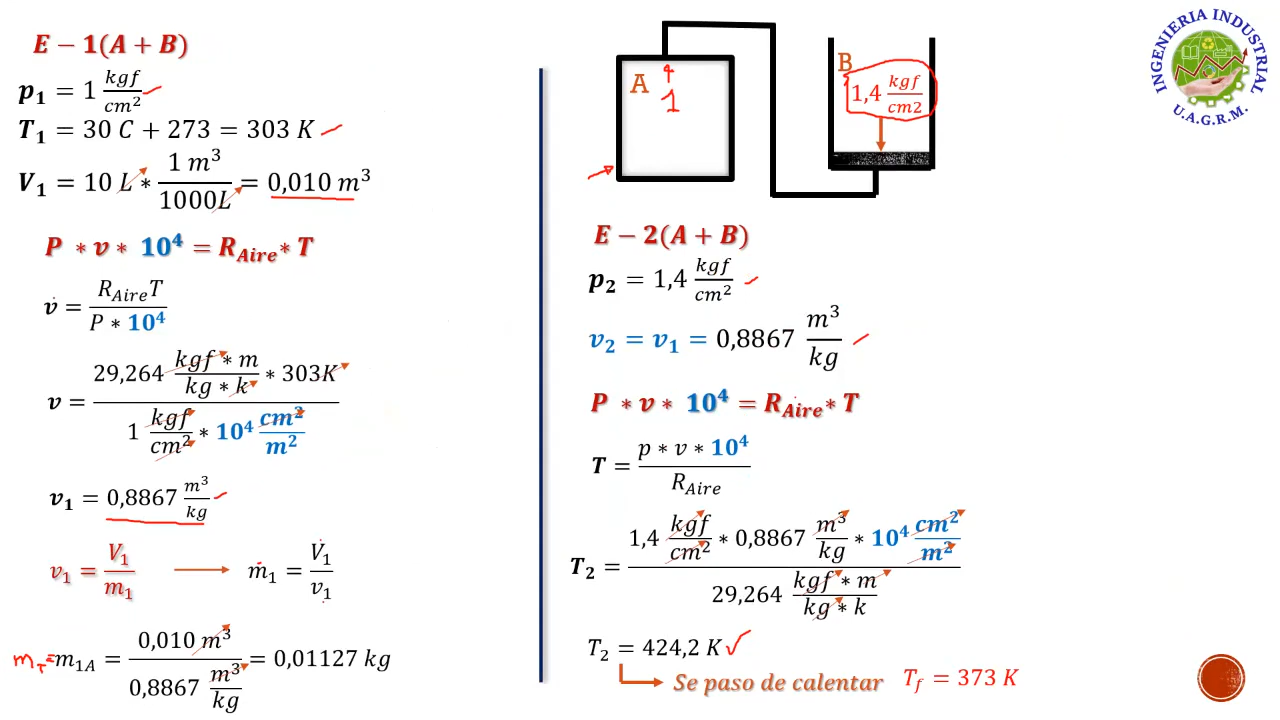 E − 1(A + B)
p₁ = 1 kgf/cm²
T₁ = 30 C + 273 = 303 K
V₁ = 10 L ∗ 1 m³/1000L = 0,010 m³
P ∗ v ∗ 10⁴ = R_Aire ∗ T
v = R_Aire T/P ∗ 10⁴
v = 29,264 kgf ∗ m/kg ∗ k ∗ 303K/1 kgf/cm² ∗ 10⁴ cm²/m²
v₁ = 0,8867 m³/kg
v₁ = V₁/m₁ → m₁ = V₁/v₁
m_T = m₁A = 0,010 m³/0,8867 m³/kg = 0,01127 kg
A
1
B
1,4 kgf/cm2
E − 2(A + B)
p₂ = 1,4 kgf/cm²
v₂ = v₁ = 0,8867 m³/kg
P ∗ v ∗ 10⁴ = R_Aire ∗ T
T = p ∗ v ∗ 10⁴/R_Aire
T₂ = 1,4 kgf/cm² ∗ 0,8867 m³/kg ∗ 10⁴ cm²/m²/29,264 kgf ∗ m/kg ∗ k
T₂ = 424,2 K
Se paso de calentar T_f = 373 K
INGENIERIA INDUSTRIAL
U.A.G.R.M.